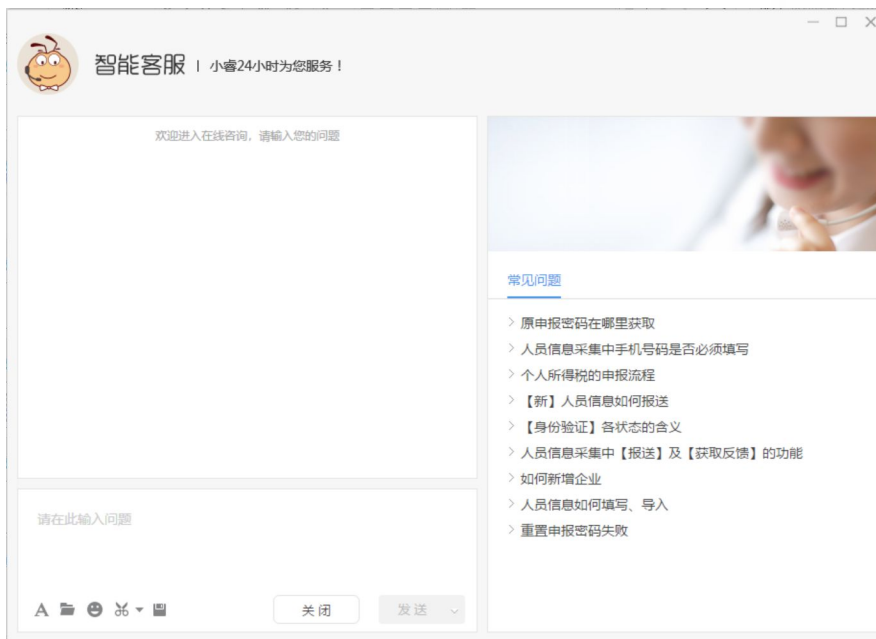 智能客服 | 小睿24小时为您服务！
欢迎进入在线咨询，请输入您的问题
请在此输入问题
A
关闭
发送
常见问题
原申报密码在哪里获取
人员信息采集中手机号码是否必须填写
个人所得税的申报流程
【新】人员信息如何报送
【身份验证】各状态的含义
人员信息采集中【报送】及【获取反馈】的功能
如何新增企业
人员信息如何填写、导入
重置申报密码失败